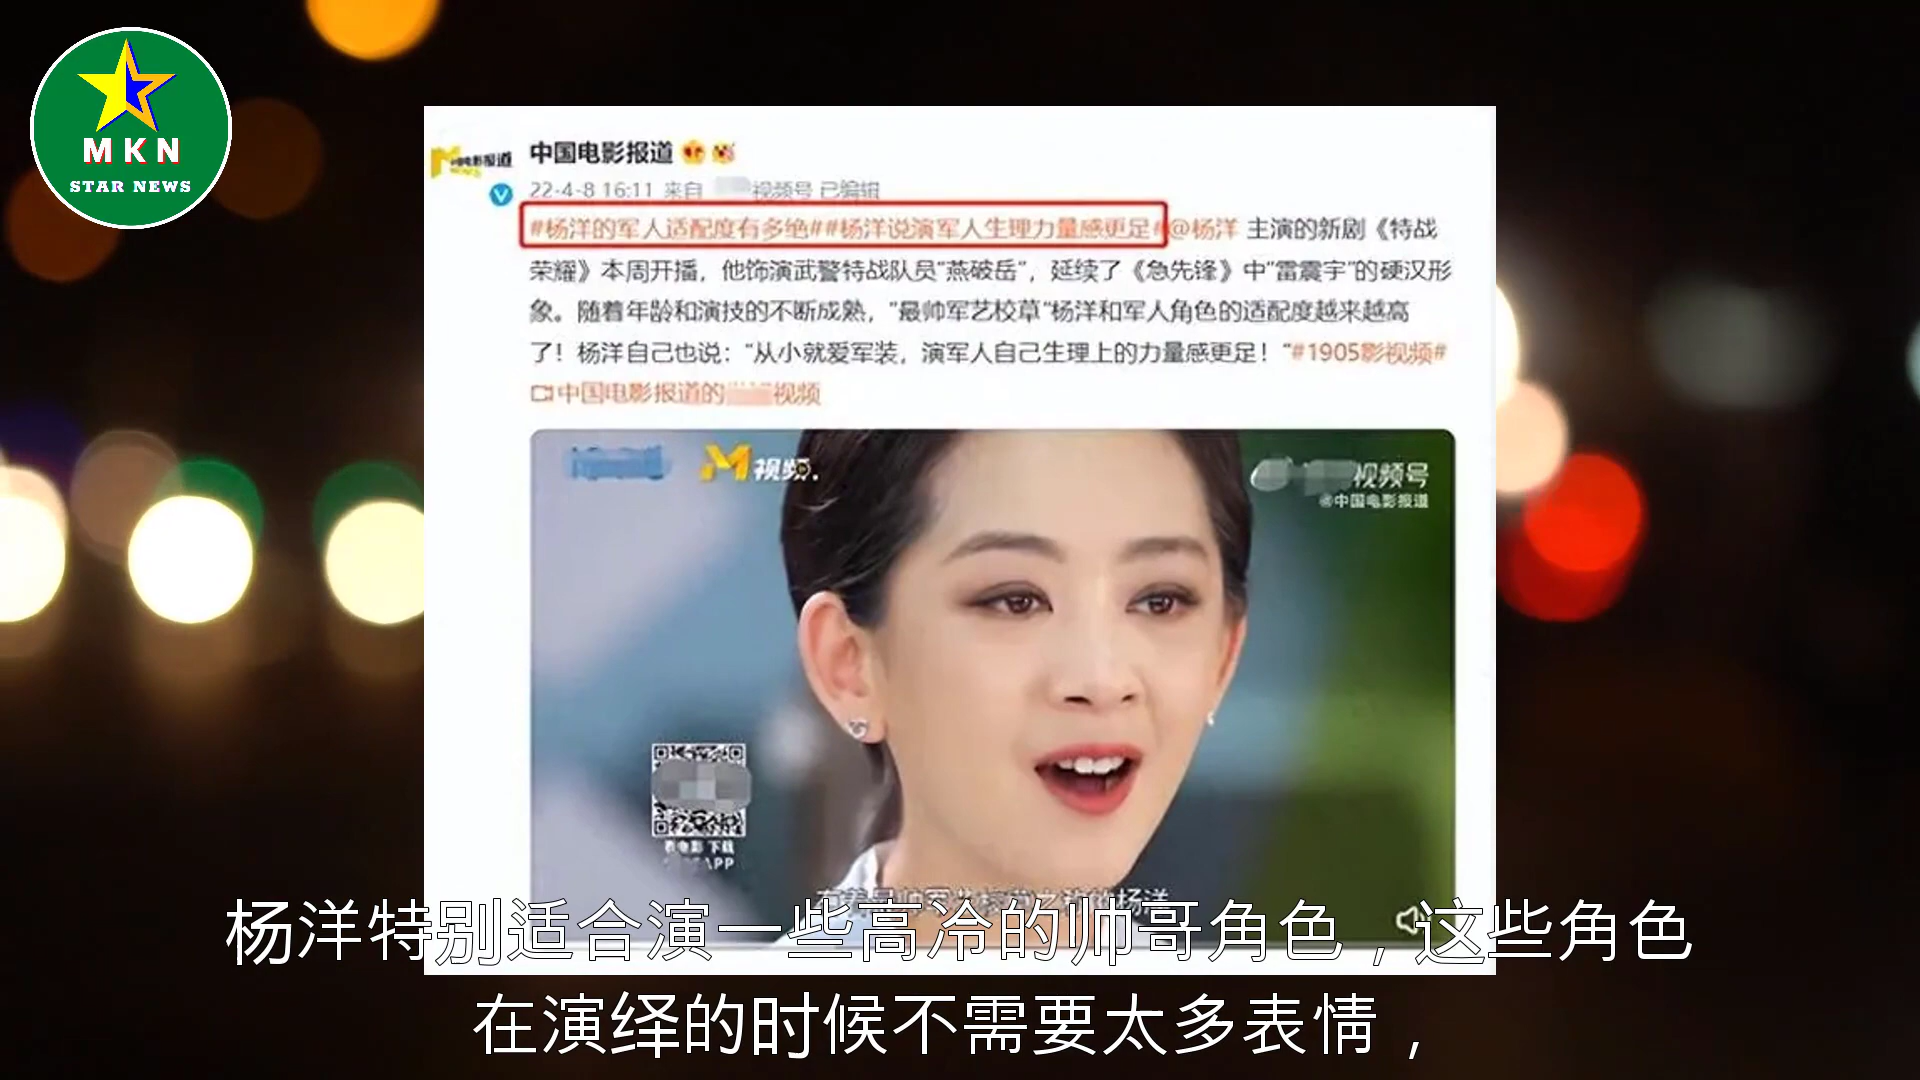 MKN
STAR NEWS
中国电影报道
22-4-8 16:11 来自 视频号 已编辑
#杨洋的军人适配度有多绝##杨洋说演军人生理力量感更足#@杨洋 主演的新剧《特战
荣耀》本周开播，他饰演武警特战队员“燕破岳”，延续了《急先锋》中“雷震宇”的硬汉形
象。随着年龄和演技的不断成熟，“最帅军艺校草”杨洋和军人角色的适配度越来越高
了！杨洋自己也说：“从小就爱军装，演军人自己生理上的力量感更足！”#1905影视频#
中国电影报道的 视频
M视频.
视频号
@中国电影报道
看电影 下载
APP
杨洋特别适合演一些高冷的帅哥角色，这些角色
在演绎的时候不需要太多表情，